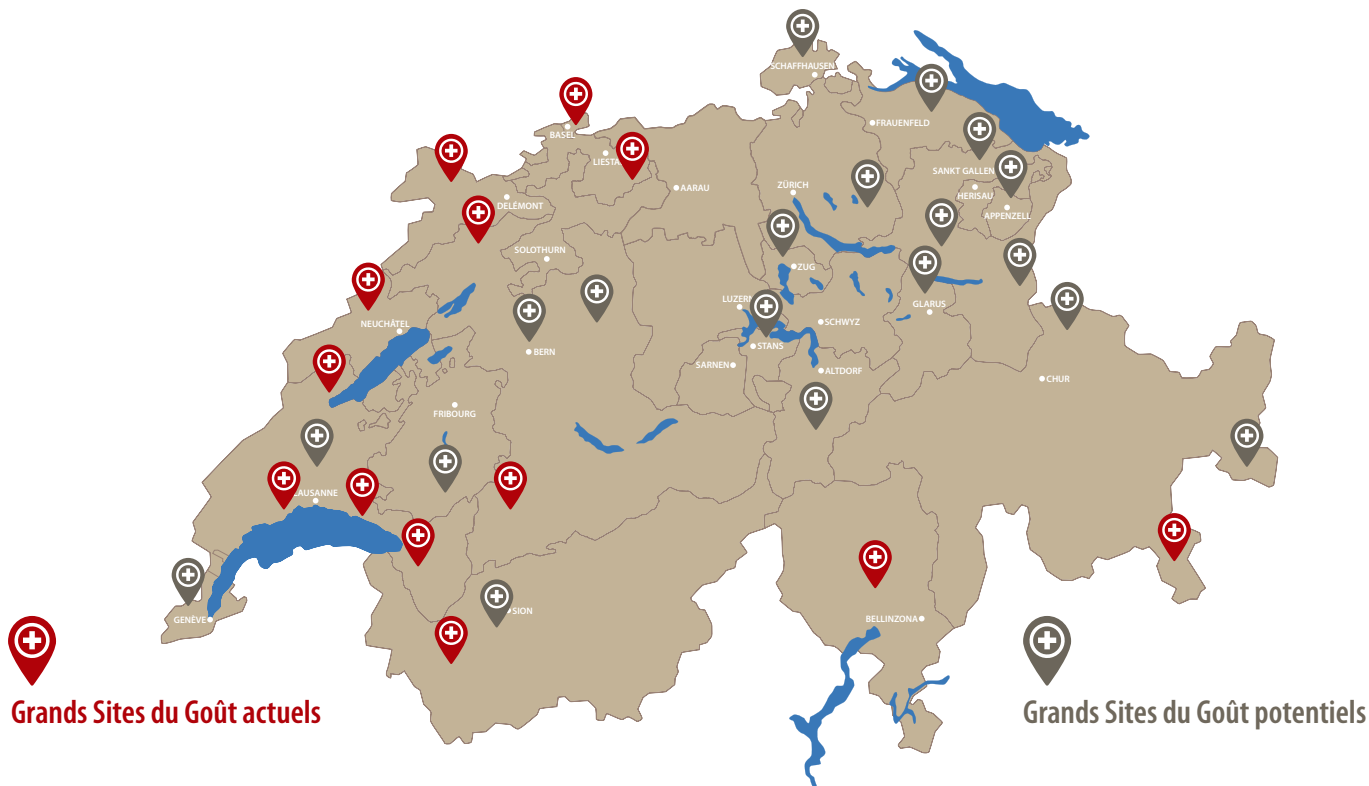 SCHAFFHAUSEN
FRAUENFELD
BASEL
LIESTA
SANKT GALLEN
HERISAU
APPENZELL
AARAU
ZÜRICH
DELÉMONT
SOLOTHURN
ZUG
LUZERN
GLARUS
NEUCHÂTEL
SCHWYZ
STANS
BERN
SARNEN
ALTDORF
CHUR
FRIBOURG
LAUSANNE
SION
GENÈVE
BELLINZONA
Grands Sites du Goût actuels
Grands Sites du Goût potentiels